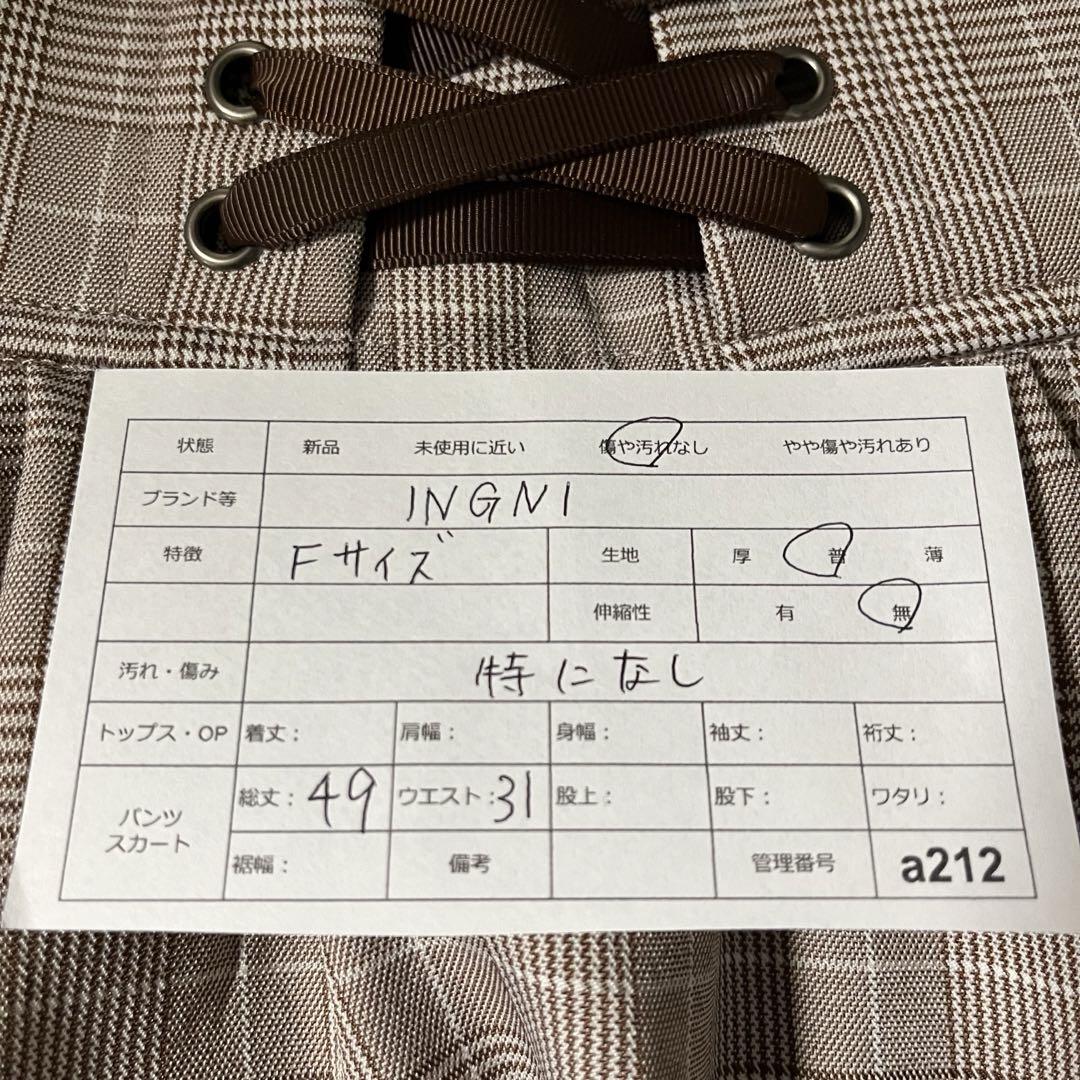 状態 新品 未使用に近い 傷や汚れなし やや傷や汚れあり
ブランド等 INGNI
特徴 Fサイズ 生地 厚 普 薄
伸縮性 有 無
汚れ・傷み 特になし
トップス・OP 着丈: 肩幅: 身幅: 袖丈: 裄丈:
パンツ スカート 総丈: 49 ウエスト: 31 股上: 股下: ワタリ:
裾幅: 備考 管理番号 a212